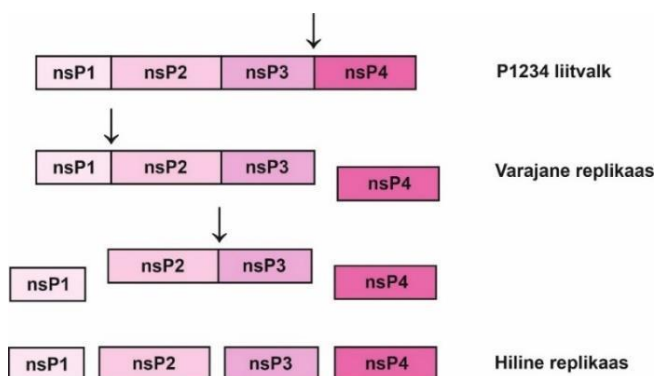 nsP1 nsP2 nsP3 nsP4 P1234 liitvalk
nsP1 nsP2 nsP3 nsP4 Varajane replikaas
nsP1 nsP2 nsP3 nsP4
nsP1 nsP2 nsP3 nsP4 Hiline replikaas